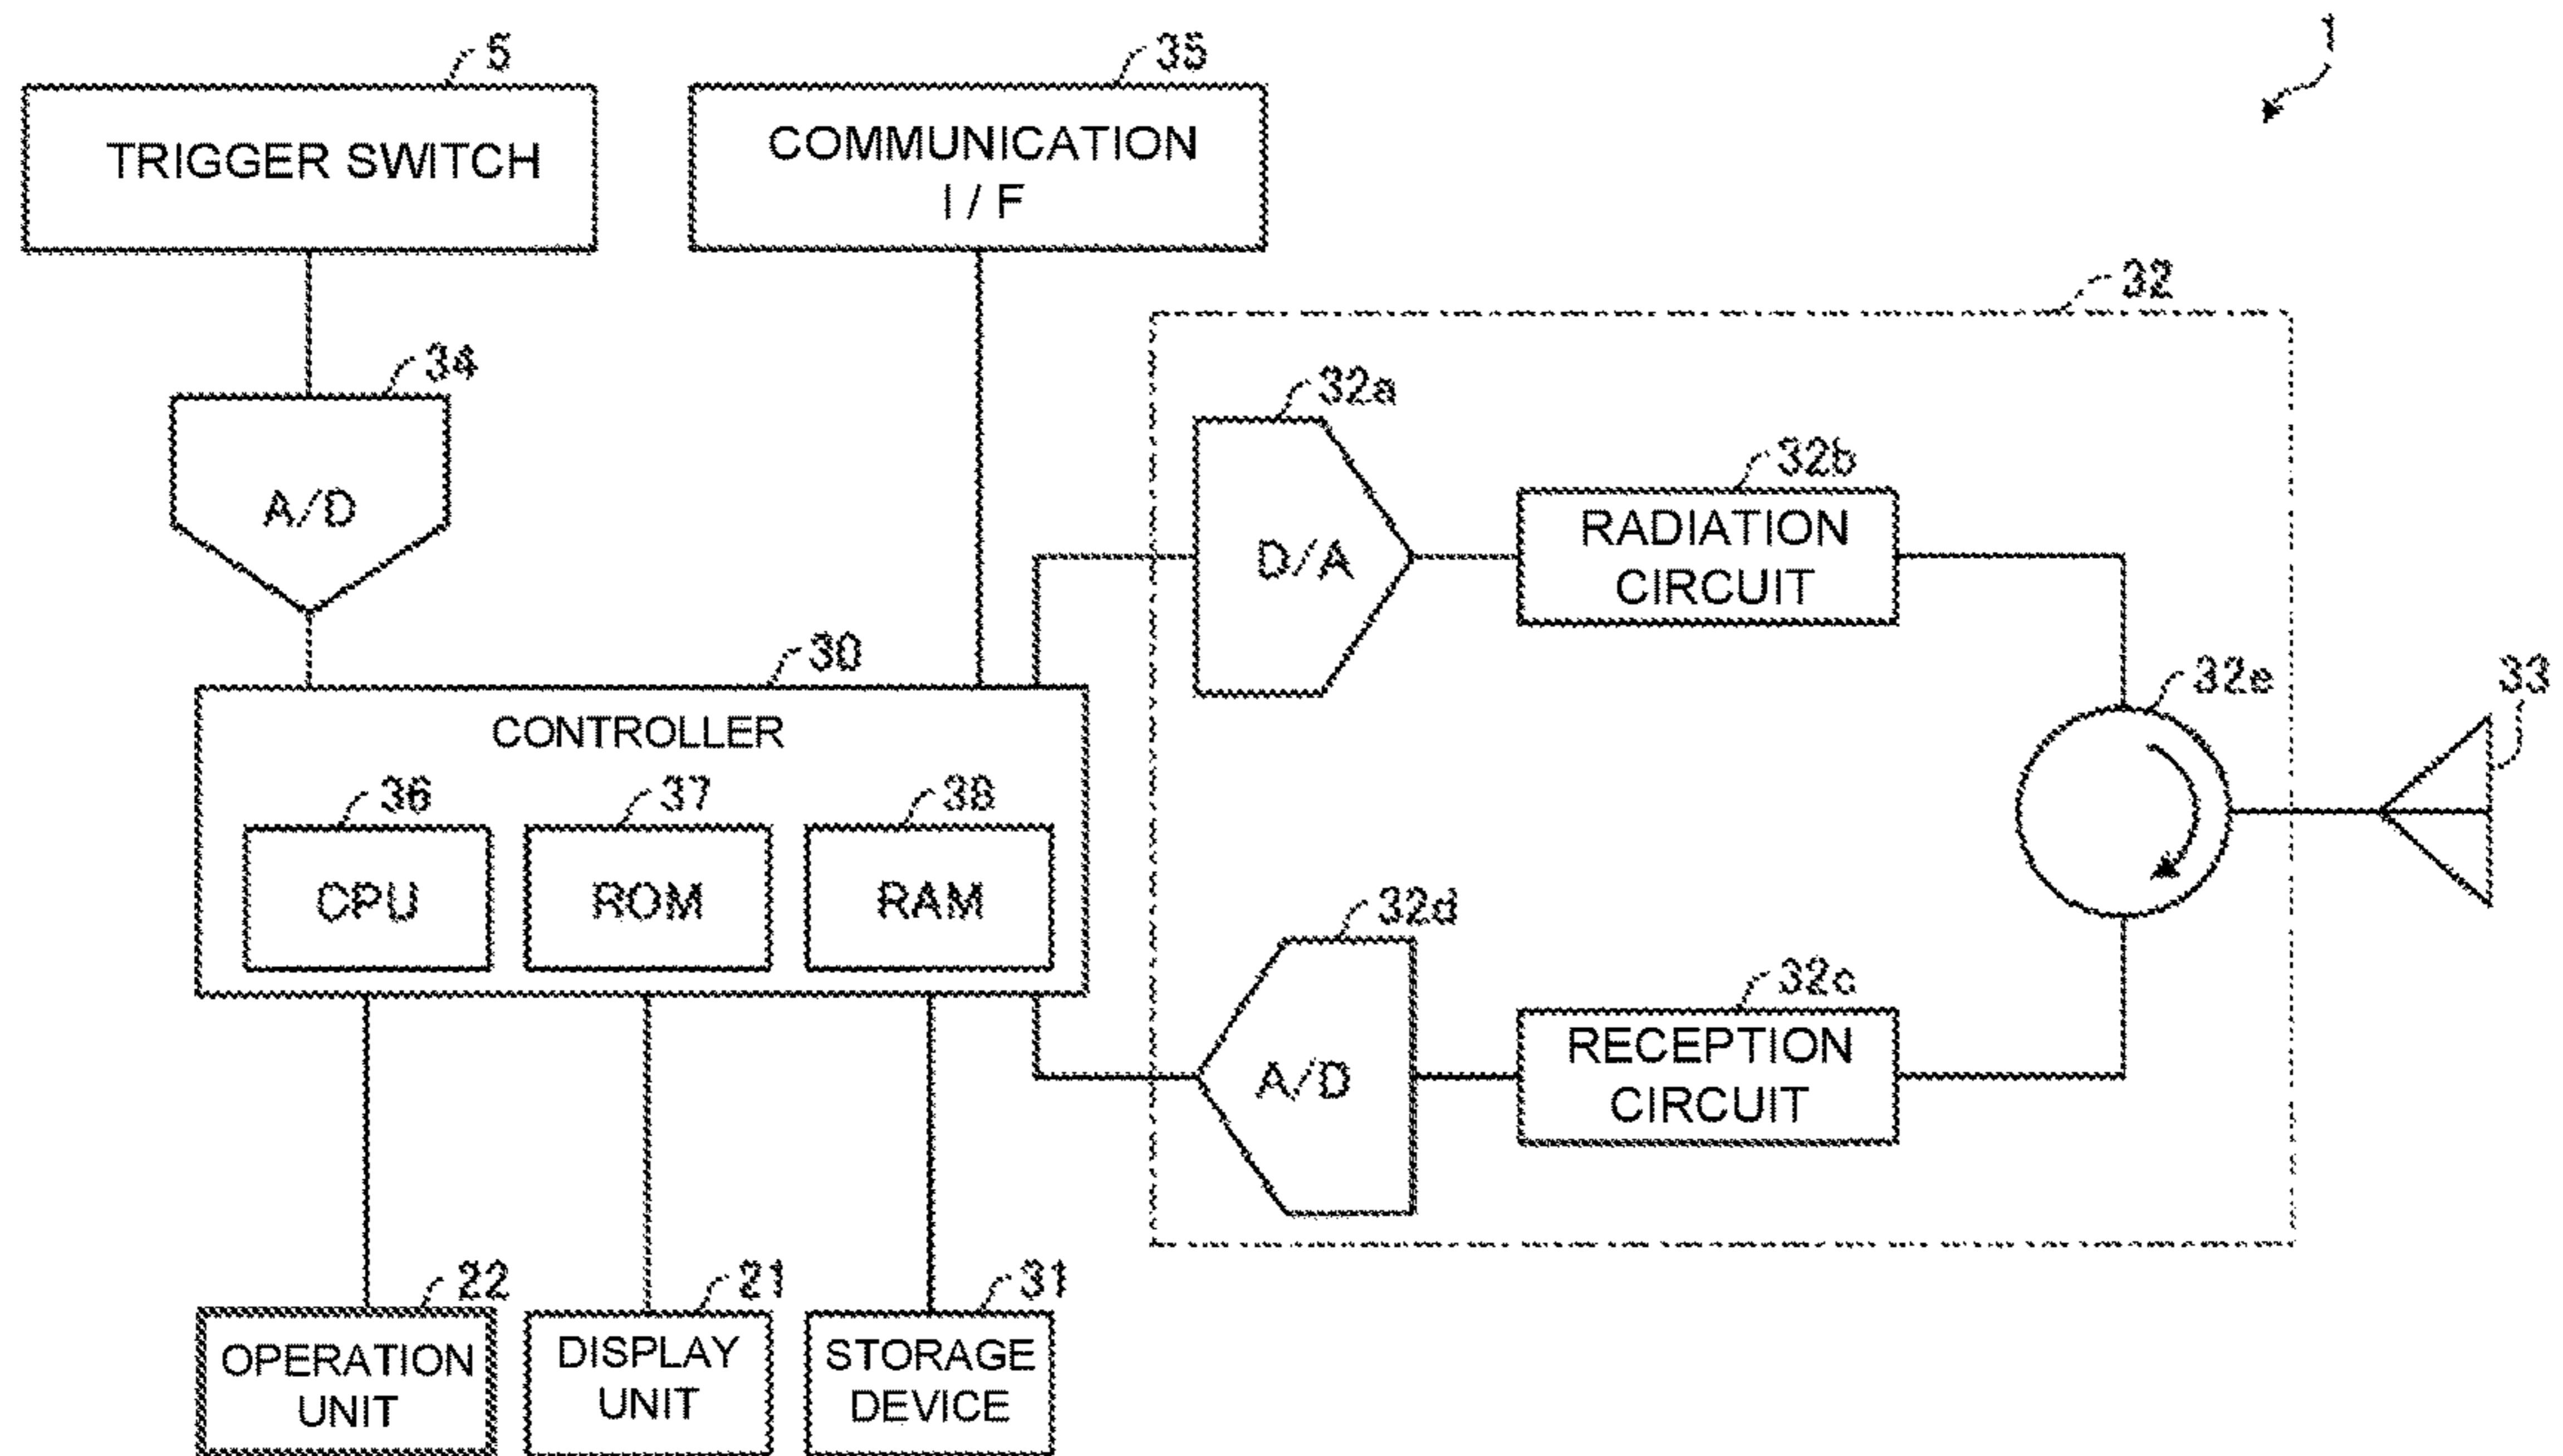 1
5
TRIGGER SWITCH
35
COMMUNICATION
I / F
32
34
A/D
32a
D/A
32b
RADIATION
CIRCUIT
32e
33
30
CONTROLLER
36
CPU
37
ROM
38
RAM
32d
A/D
32c
RECEPTION
CIRCUIT
22
OPERATION
UNIT
21
DISPLAY
UNIT
31
STORAGE
DEVICE